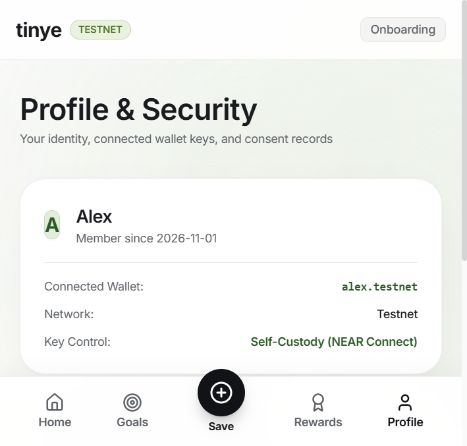 tinye TESTNET Onboarding
Profile & Security
Your identity, connected wallet keys, and consent records
A Alex
Member since 2026-11-01
Connected Wallet: alex.testnet
Network: Testnet
Key Control: Self-Custody (NEAR Connect)
Home Goals Save Rewards Profile